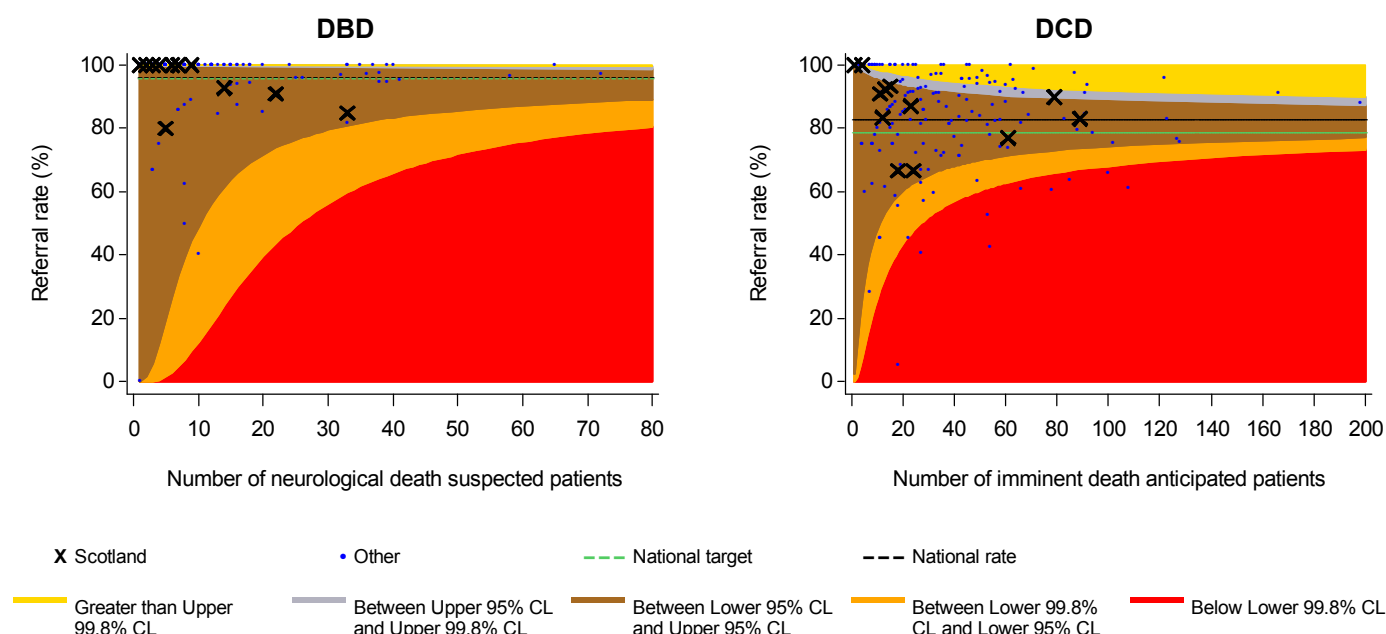 DBD
DCD
100
80
60
40
20
0
Referral rate (%)
0 10 20 30 40 50 60 70 80
Number of neurological death suspected patients
100
80
60
40
20
0
Referral rate (%)
0 20 40 60 80 100 120 140 160 180 200
Number of imminent death anticipated patients
X Scotland
Other
National target
National rate
Greater than Upper
99.8% CL
Between Upper 95% CL
and Upper 99.8% CL
Between Lower 95% CL
and Upper 95% CL
Between Lower 99.8%
CL and Lower 95% CL
Below Lower 99.8% CL